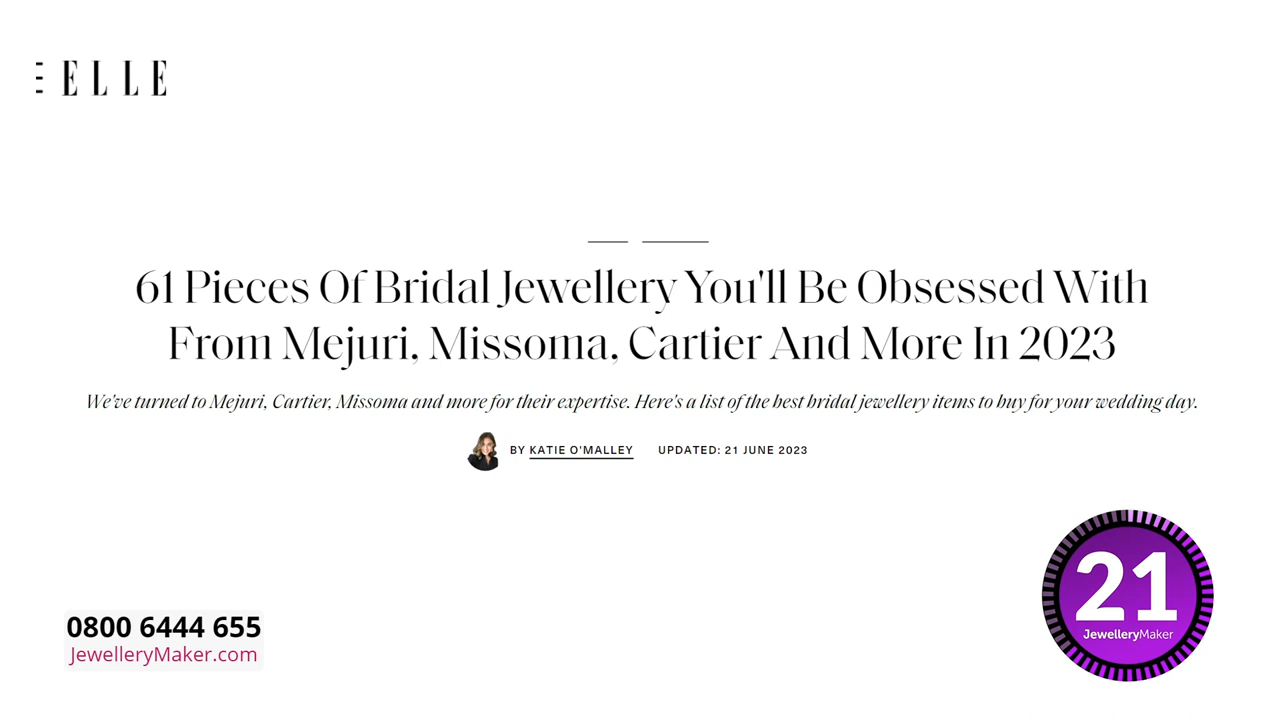 ELLE
61 Pieces Of Bridal Jewellery You'll Be Obsessed With
From Mejuri, Missoma, Cartier And More In 2023
We've turned to Mejuri, Cartier, Missoma and more for their expertise. Here's a list of the best bridal jewellery items to buy for your wedding day.
BY KATIE O'MALLEY UPDATED: 21 JUNE 2023
21
JewelleryMaker
0800 6444 655
JewelleryMaker.com